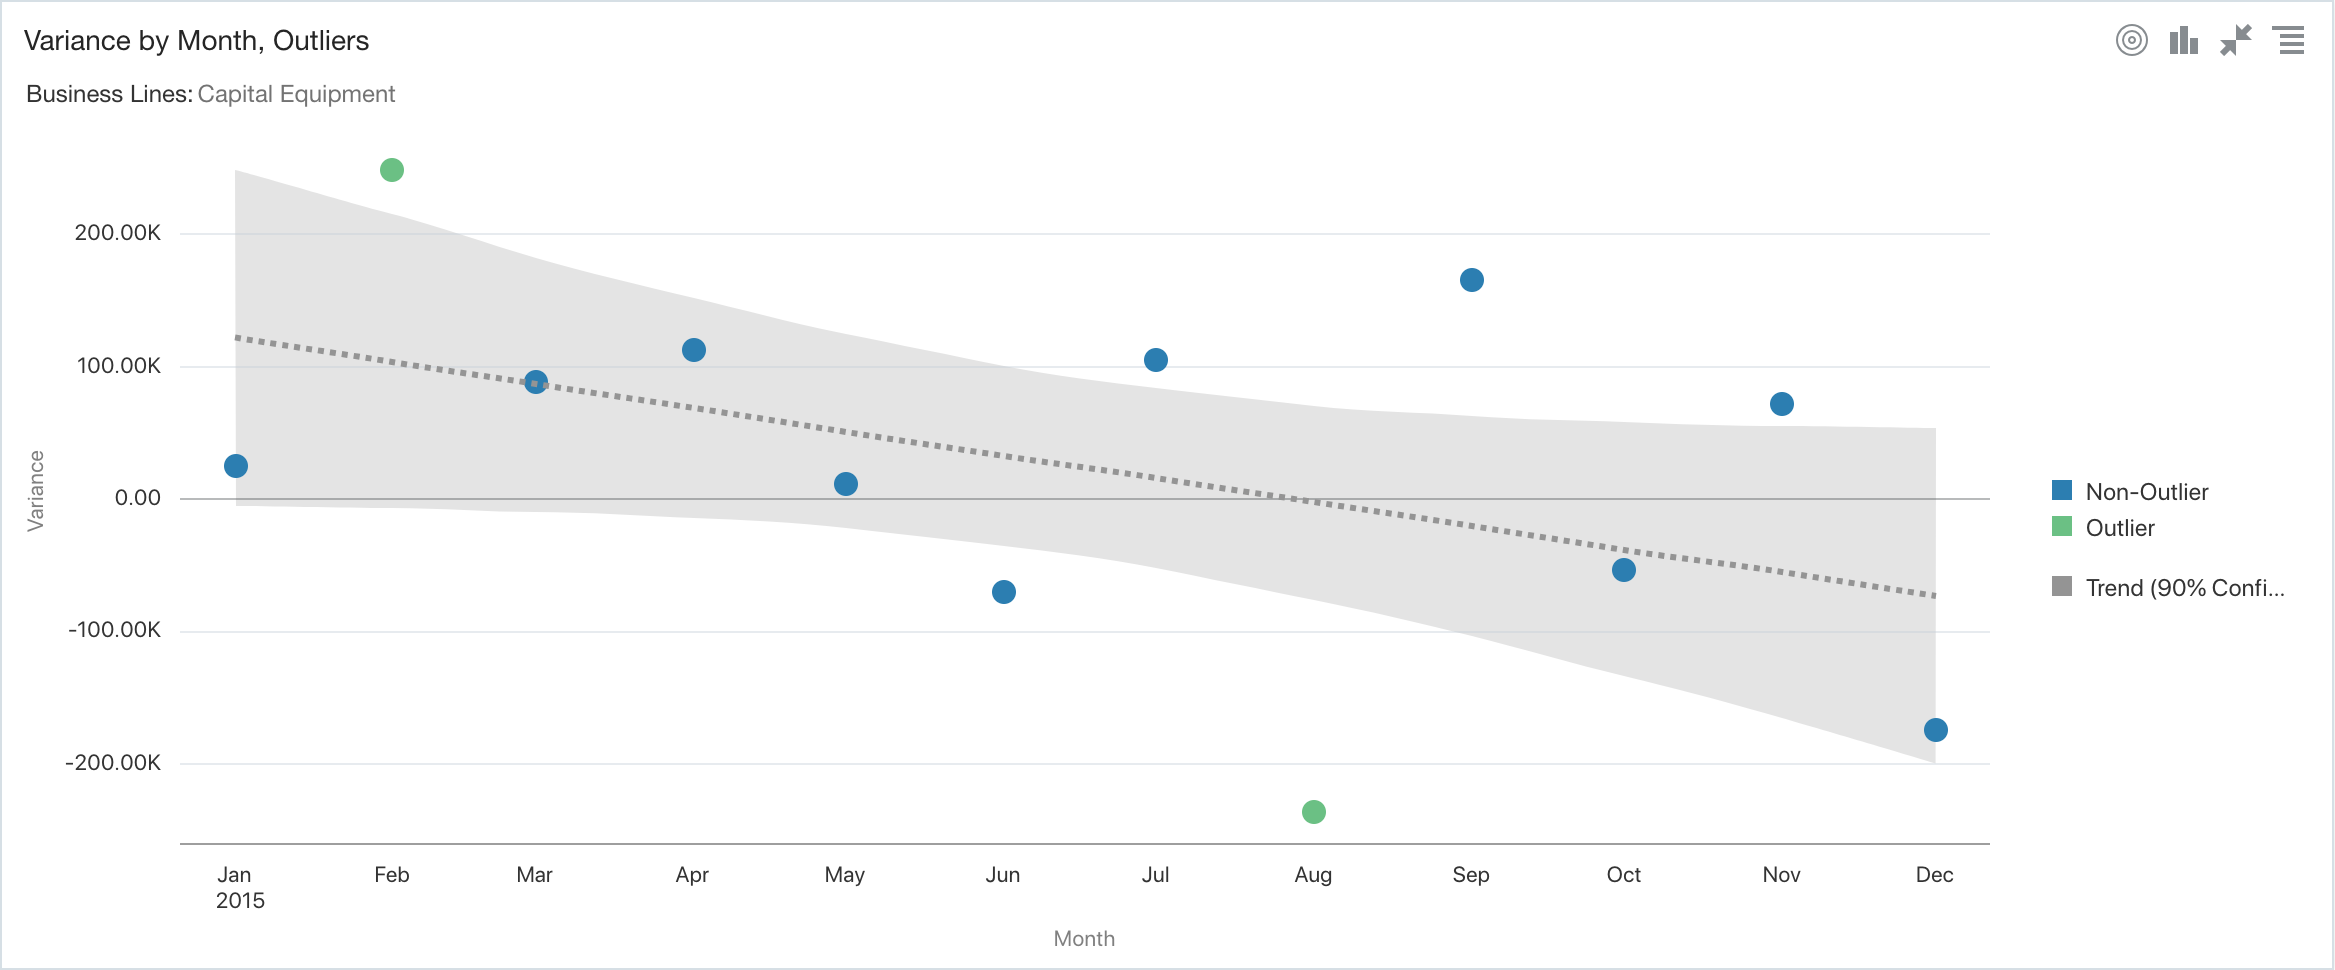 Variance by Month, Outliers
Business Lines: Capital Equipment
200.00K
100.00K
0.00
-100.00K
-200.00K
Variance
Jan Feb Mar Apr May Jun Jul Aug Sep Oct Nov Dec
2015
Month
Non-Outlier
Outlier
Trend (90% Confi...